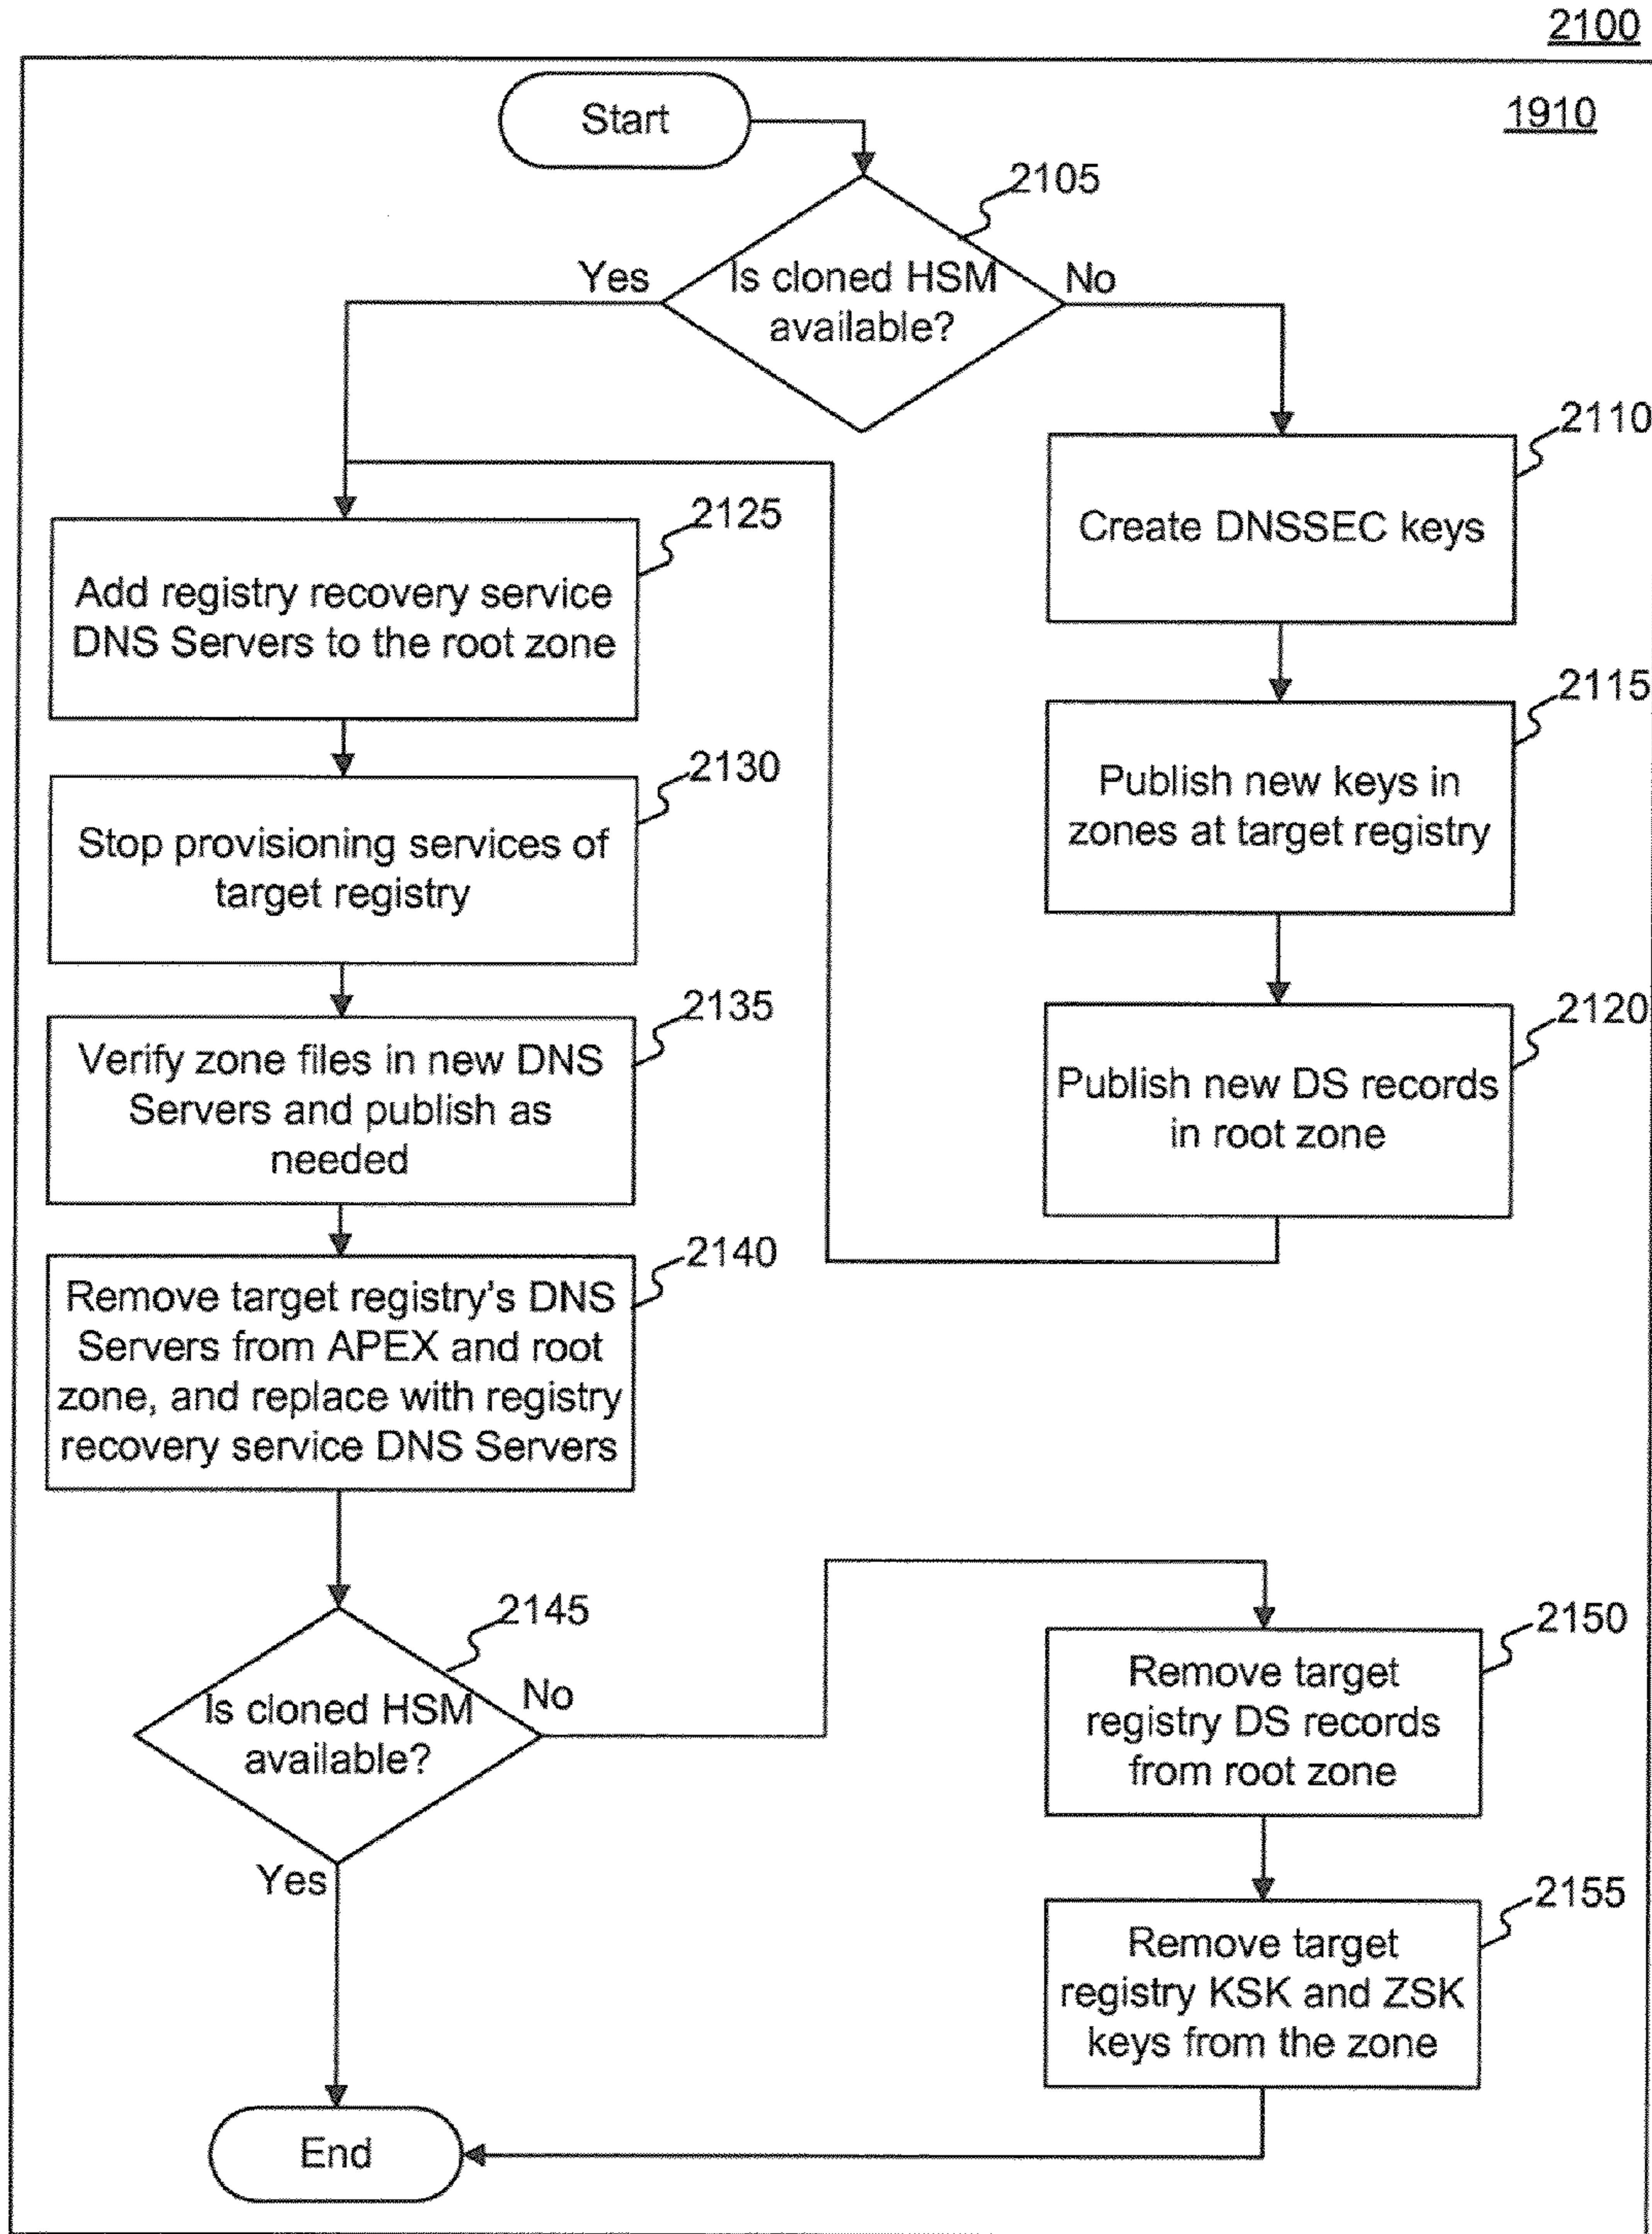 2100
1910
Start
2105
Is cloned HSM
available?
Yes
No
2110
Create DNSSEC keys
2115
Publish new keys in
zones at target registry
2120
Publish new DS records
in root zone
2125
Add registry recovery service
DNS Servers to the root zone
2130
Stop provisioning services of
target registry
2135
Verify zone files in new DNS
Servers and publish as
needed
2140
Remove target registry's DNS
Servers from APEX and root
zone, and replace with registry
recovery service DNS Servers
2145
Is cloned HSM
available?
No
Yes
2150
Remove target
registry DS records
from root zone
2155
Remove target
registry KSK and ZSK
keys from the zone
End